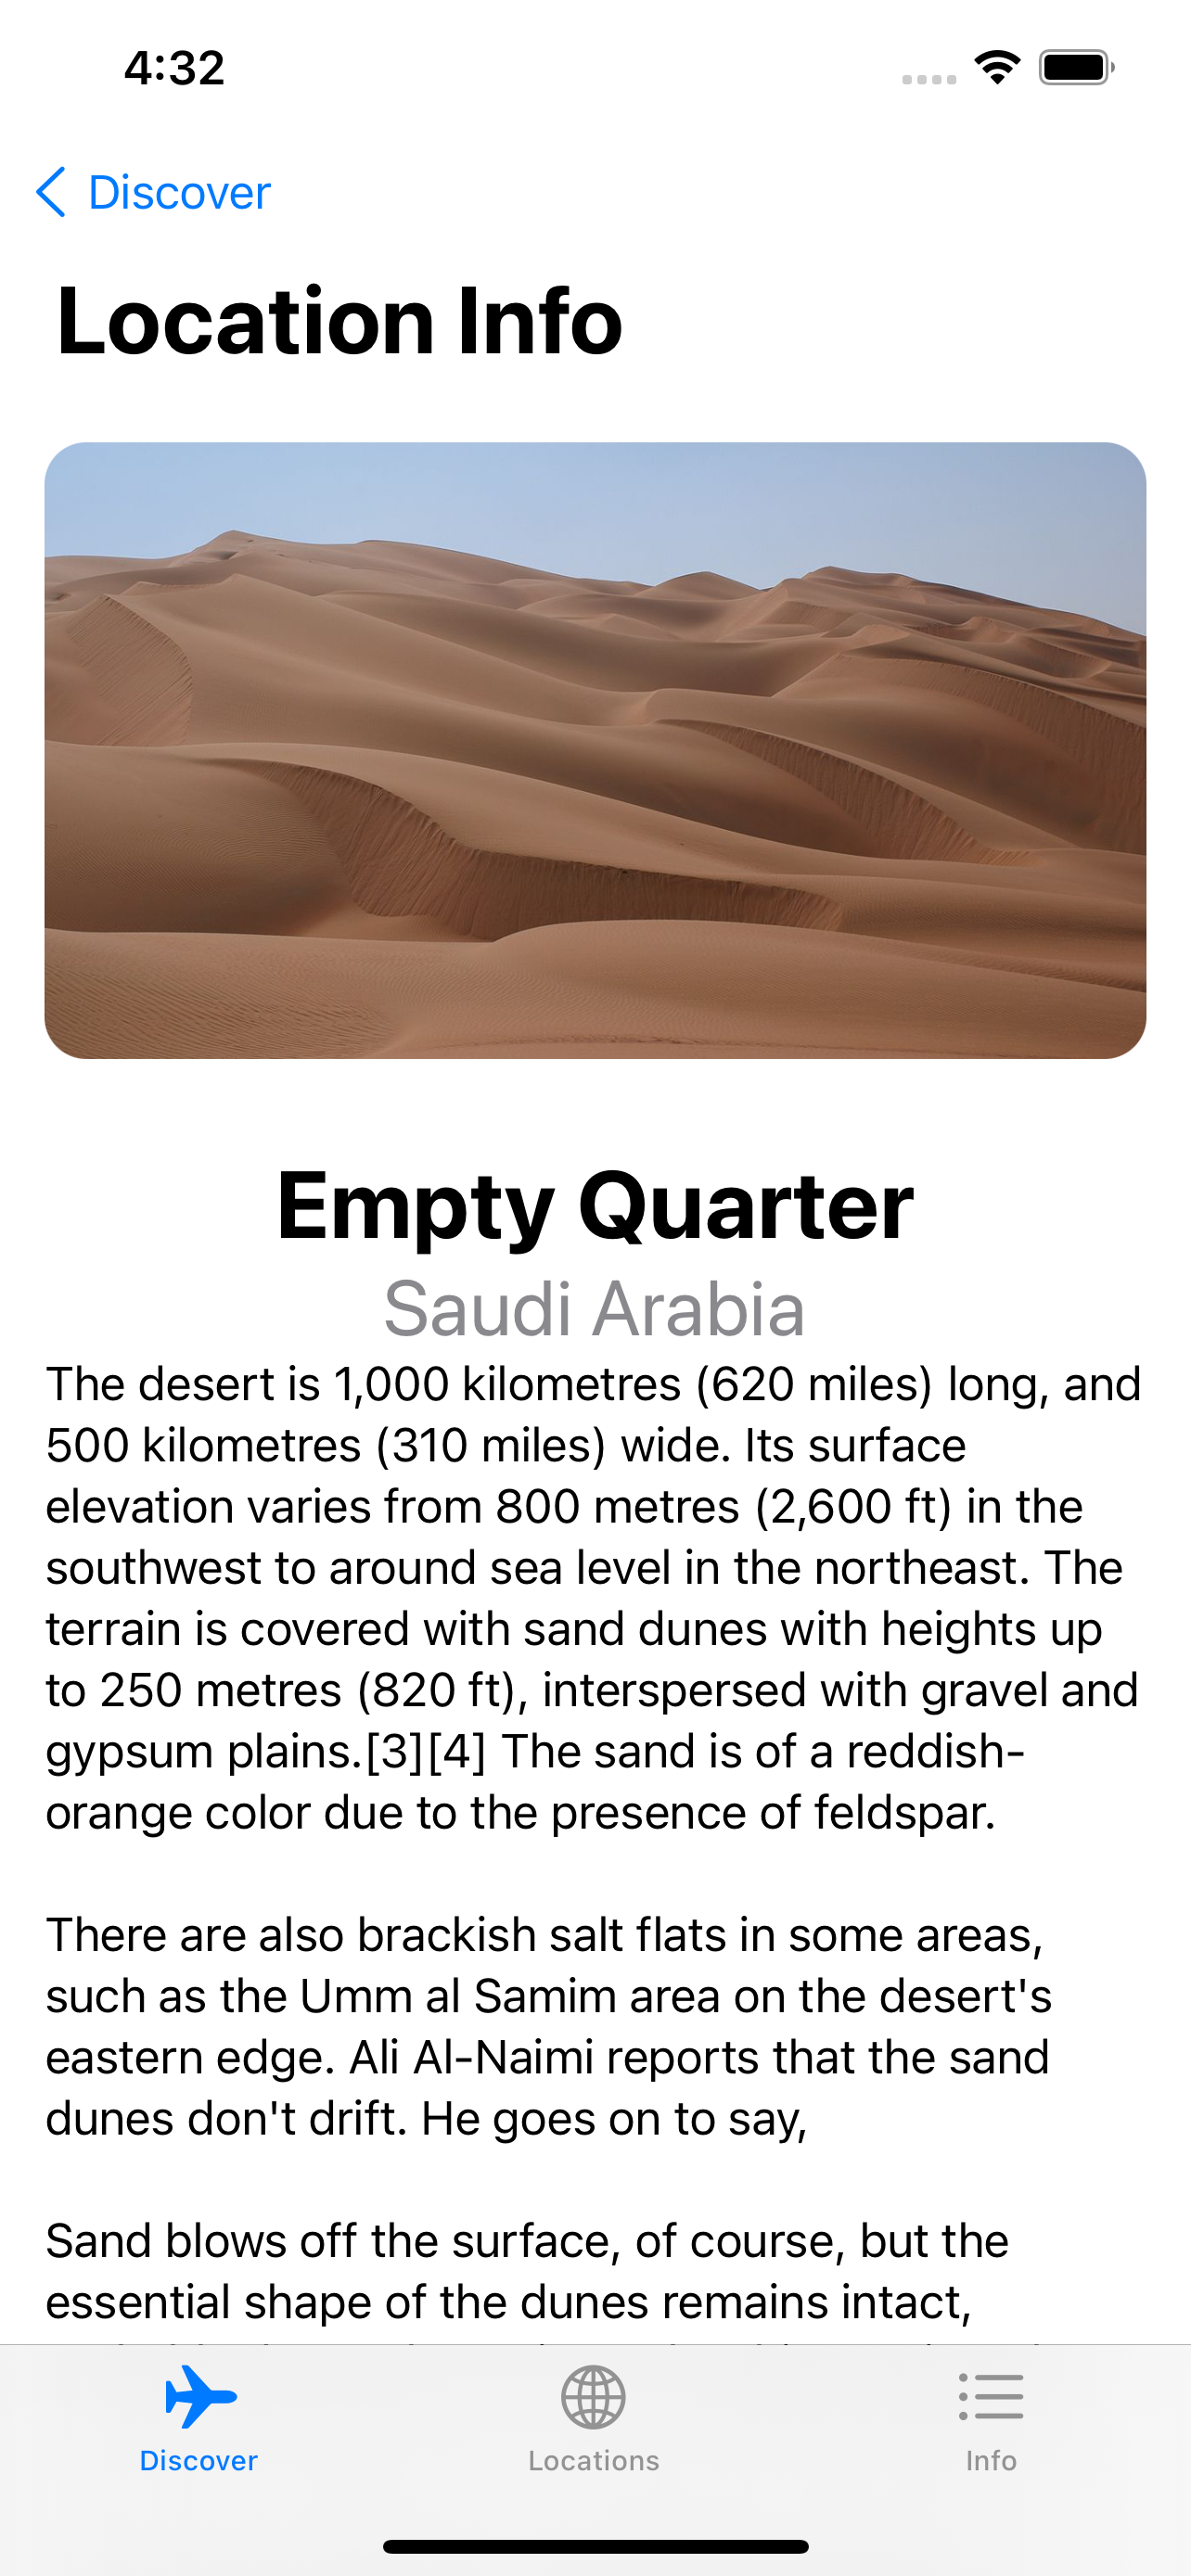 4:32
Discover
Location Info
Empty Quarter
Saudi Arabia
The desert is 1,000 kilometres (620 miles) long, and
500 kilometres (310 miles) wide. Its surface
elevation varies from 800 metres (2,600 ft) in the
southwest to around sea level in the northeast. The
terrain is covered with sand dunes with heights up
to 250 metres (820 ft), interspersed with gravel and
gypsum plains.[3][4] The sand is of a reddish-
orange color due to the presence of feldspar.
There are also brackish salt flats in some areas,
such as the Umm al Samim area on the desert's
eastern edge. Ali Al-Naimi reports that the sand
dunes don't drift. He goes on to say,
Sand blows off the surface, of course, but the
essential shape of the dunes remains intact,
Discover
Locations
Info